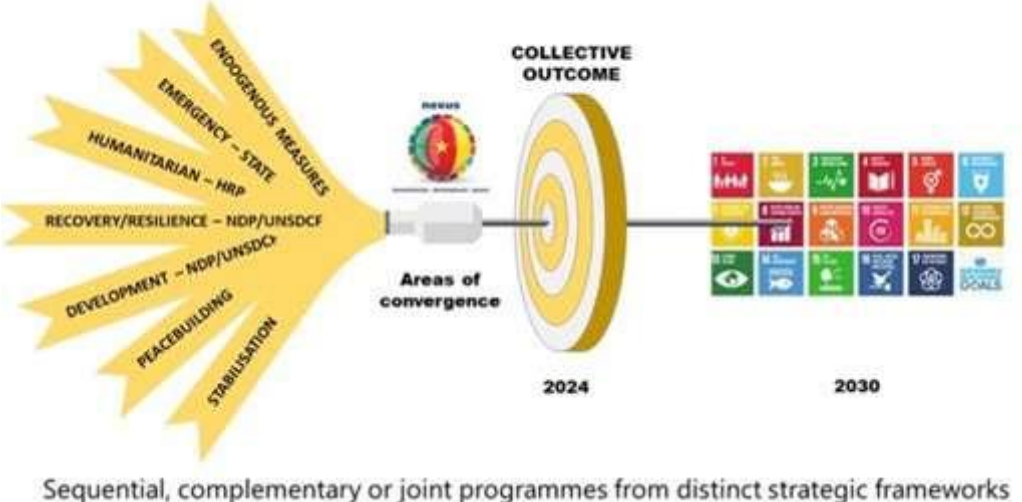 ENDOGENOUS MEASURES
EMERGENCY – STATE
HUMANITARIAN – HRP
RECOVERY/RESILIENCE – NDP/UNSDCF
DEVELOPMENT – NDP/UNSDCF
PEACEBUILDING
STABILISATION
nexus
Areas of
convergence
COLLECTIVE
OUTCOME
2024
2030
GOALS
Sequential, complementary or joint programmes from distinct strategic frameworks